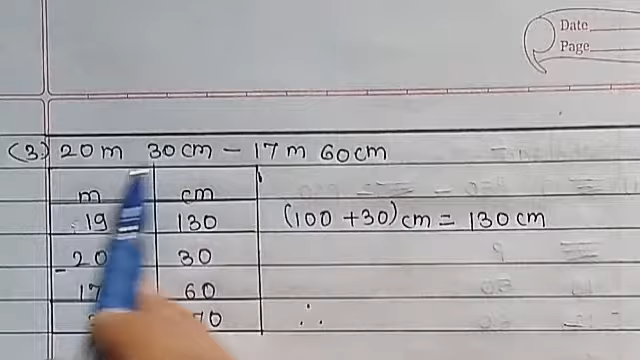 Date
Page
(3.) 20 m 30 cm - 17 m 60 cm
m cm
19 130 (100 + 30) cm = 130 cm
- 20 30
17 60
70 ∴